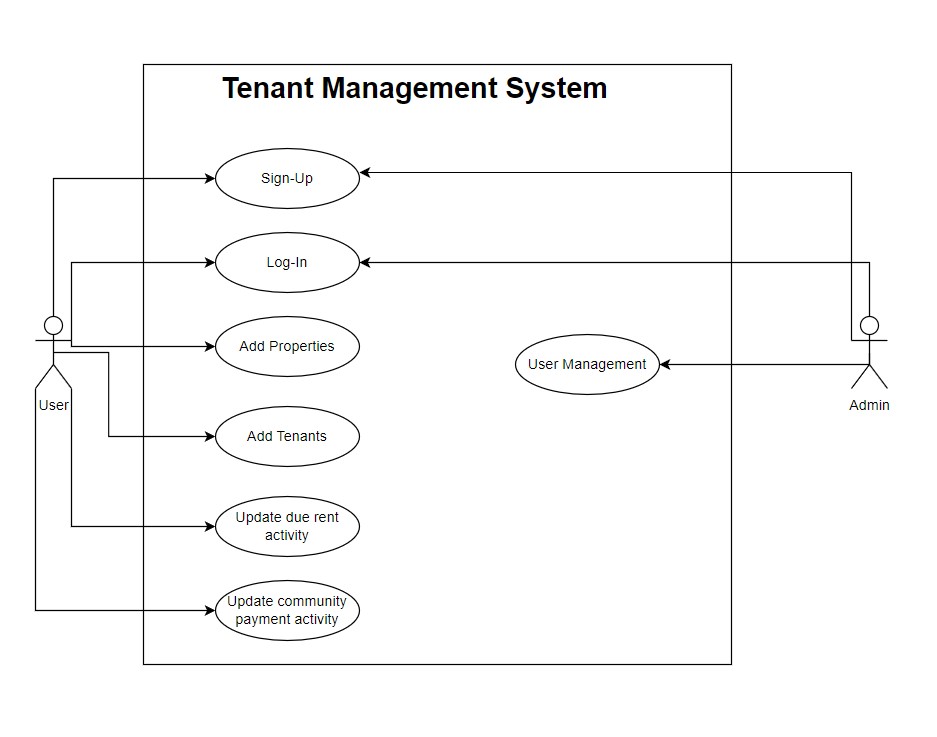 Tenant Management System
Sign-Up
Log-In
Add Properties
User Management
User
Admin
Add Tenants
Update due rent
activity
Update community
payment activity